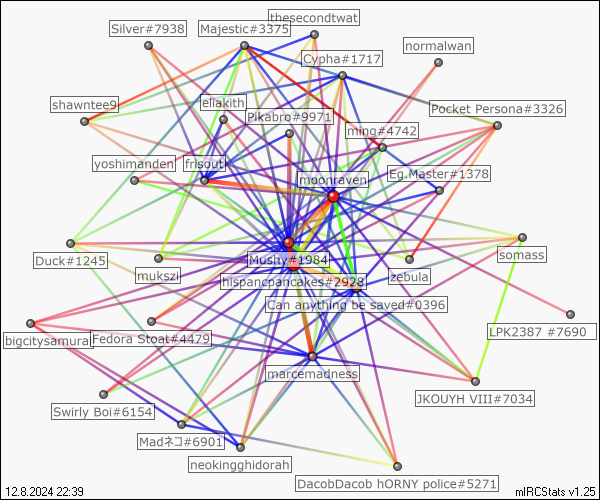 thesecondtwat
Silver#7938
Majestic#3375
normalwan
Cypha#1717
shawntee9
ellakith
Pikabro#9971
Pocket Persona#3326
ming#4742
yoshimanden
frisouti
moonraven
Eg.Master#1378
Duck#1245
Mushy#1984
somass
mukszi
hispancpancakes#2928
zebula
Can anything be saved#0396
LPK2387 #7690
bigcitysamurai
Fedora Stoat#4479
marcemadness
JKOUYH VIII#7034
Swirly Boi#6154
Madネコ#6901
neokingghidorah
DacobDacob hORNY police#5271
12.8.2024 22:39
mIRCStats v1.25